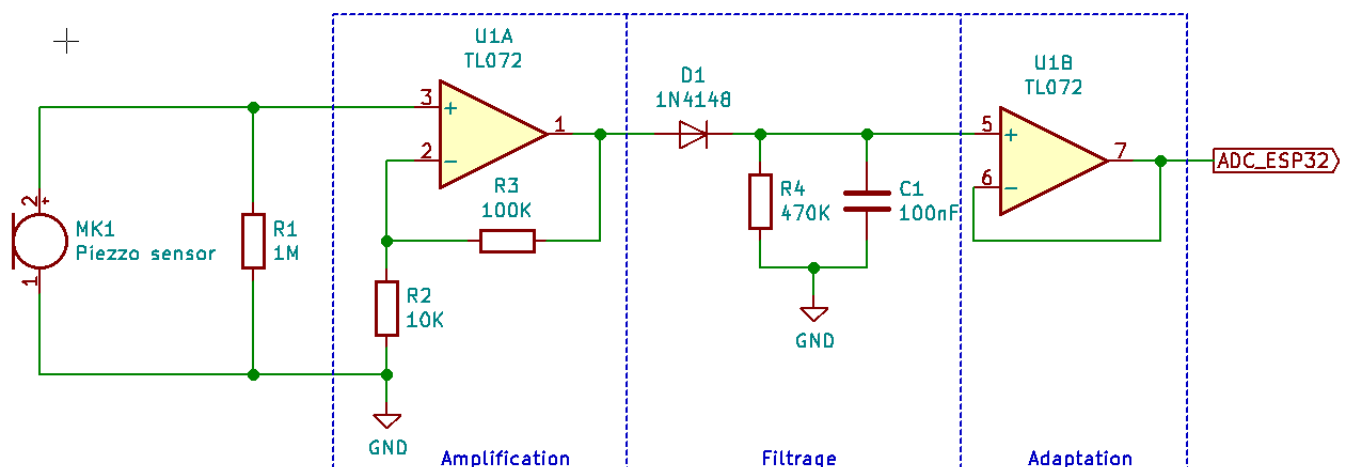 U1A
TL072
3
+
2
−
1
R3
100K
R2
10K
GND
2
+
1
MK1
Piezzo sensor
R1
1M
D1
1N4148
R4
470K
C1
100nF
GND
U1B
TL072
5
+
6
−
7
ADC_ESP32
Amplification
Filtrage
Adaptation